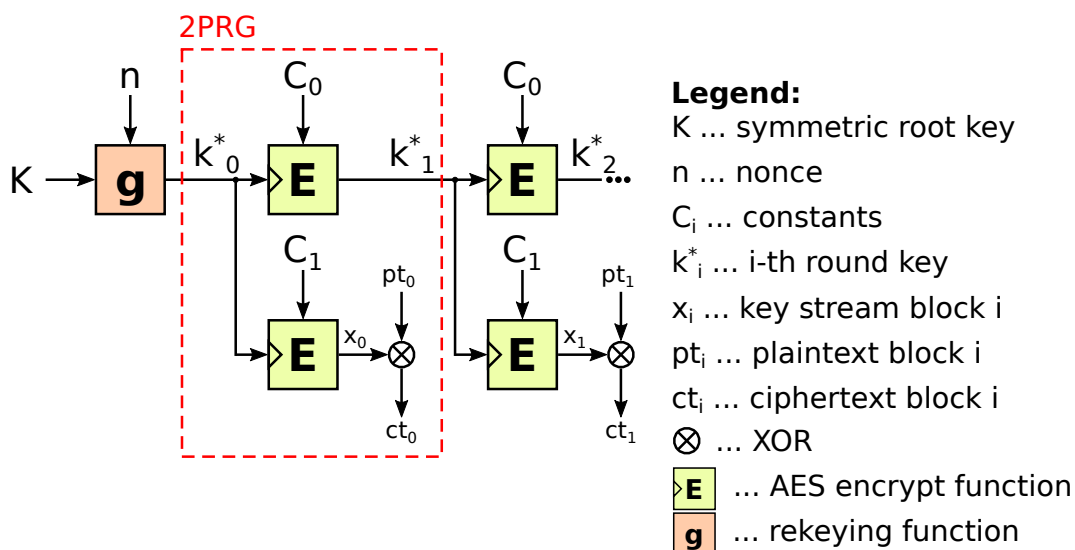 2PRG
n
C₀
C₀
K
g
k*₀
E
k*₁
E
k*₂
...
C₁
pt₀
C₁
pt₁
E
x₀
E
x₁
ct₀
ct₁
Legend:
K ... symmetric root key
n ... nonce
Cᵢ ... constants
k*ᵢ ... i-th round key
xᵢ ... key stream block i
ptᵢ ... plaintext block i
ctᵢ ... ciphertext block i
⊗ ... XOR
E ... AES encrypt function
g ... rekeying function